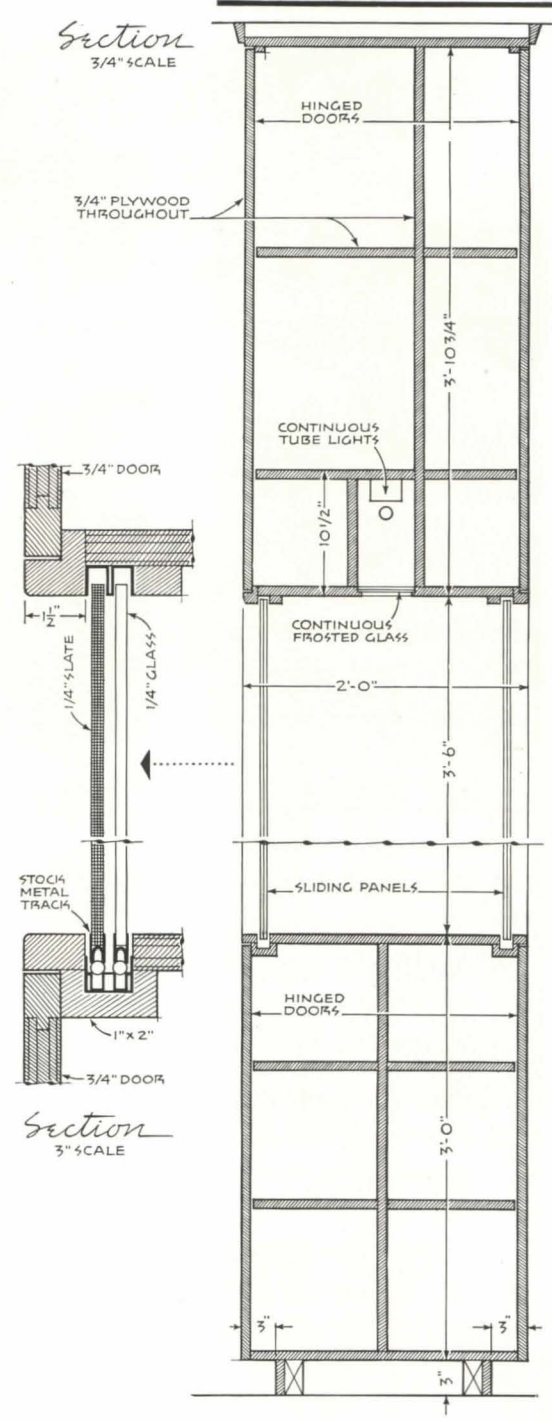 Section
3/4" SCALE
HINGED
DOORS
3/4" PLYWOOD
THROUGHOUT
3'-10 3/4"
CONTINUOUS
TUBE LIGHTS
10 1/2"
CONTINUOUS
FROSTED GLASS
3/4" DOOR
1 1/2"
1/4" SLATE
1/4" GLASS
2'-0"
3'-6"
STOCK
METAL
TRACK
SLIDING PANELS
1" x 2"
3/4" DOOR
Section
3" SCALE
HINGED
DOORS
3'-0"
3"
3"
3"